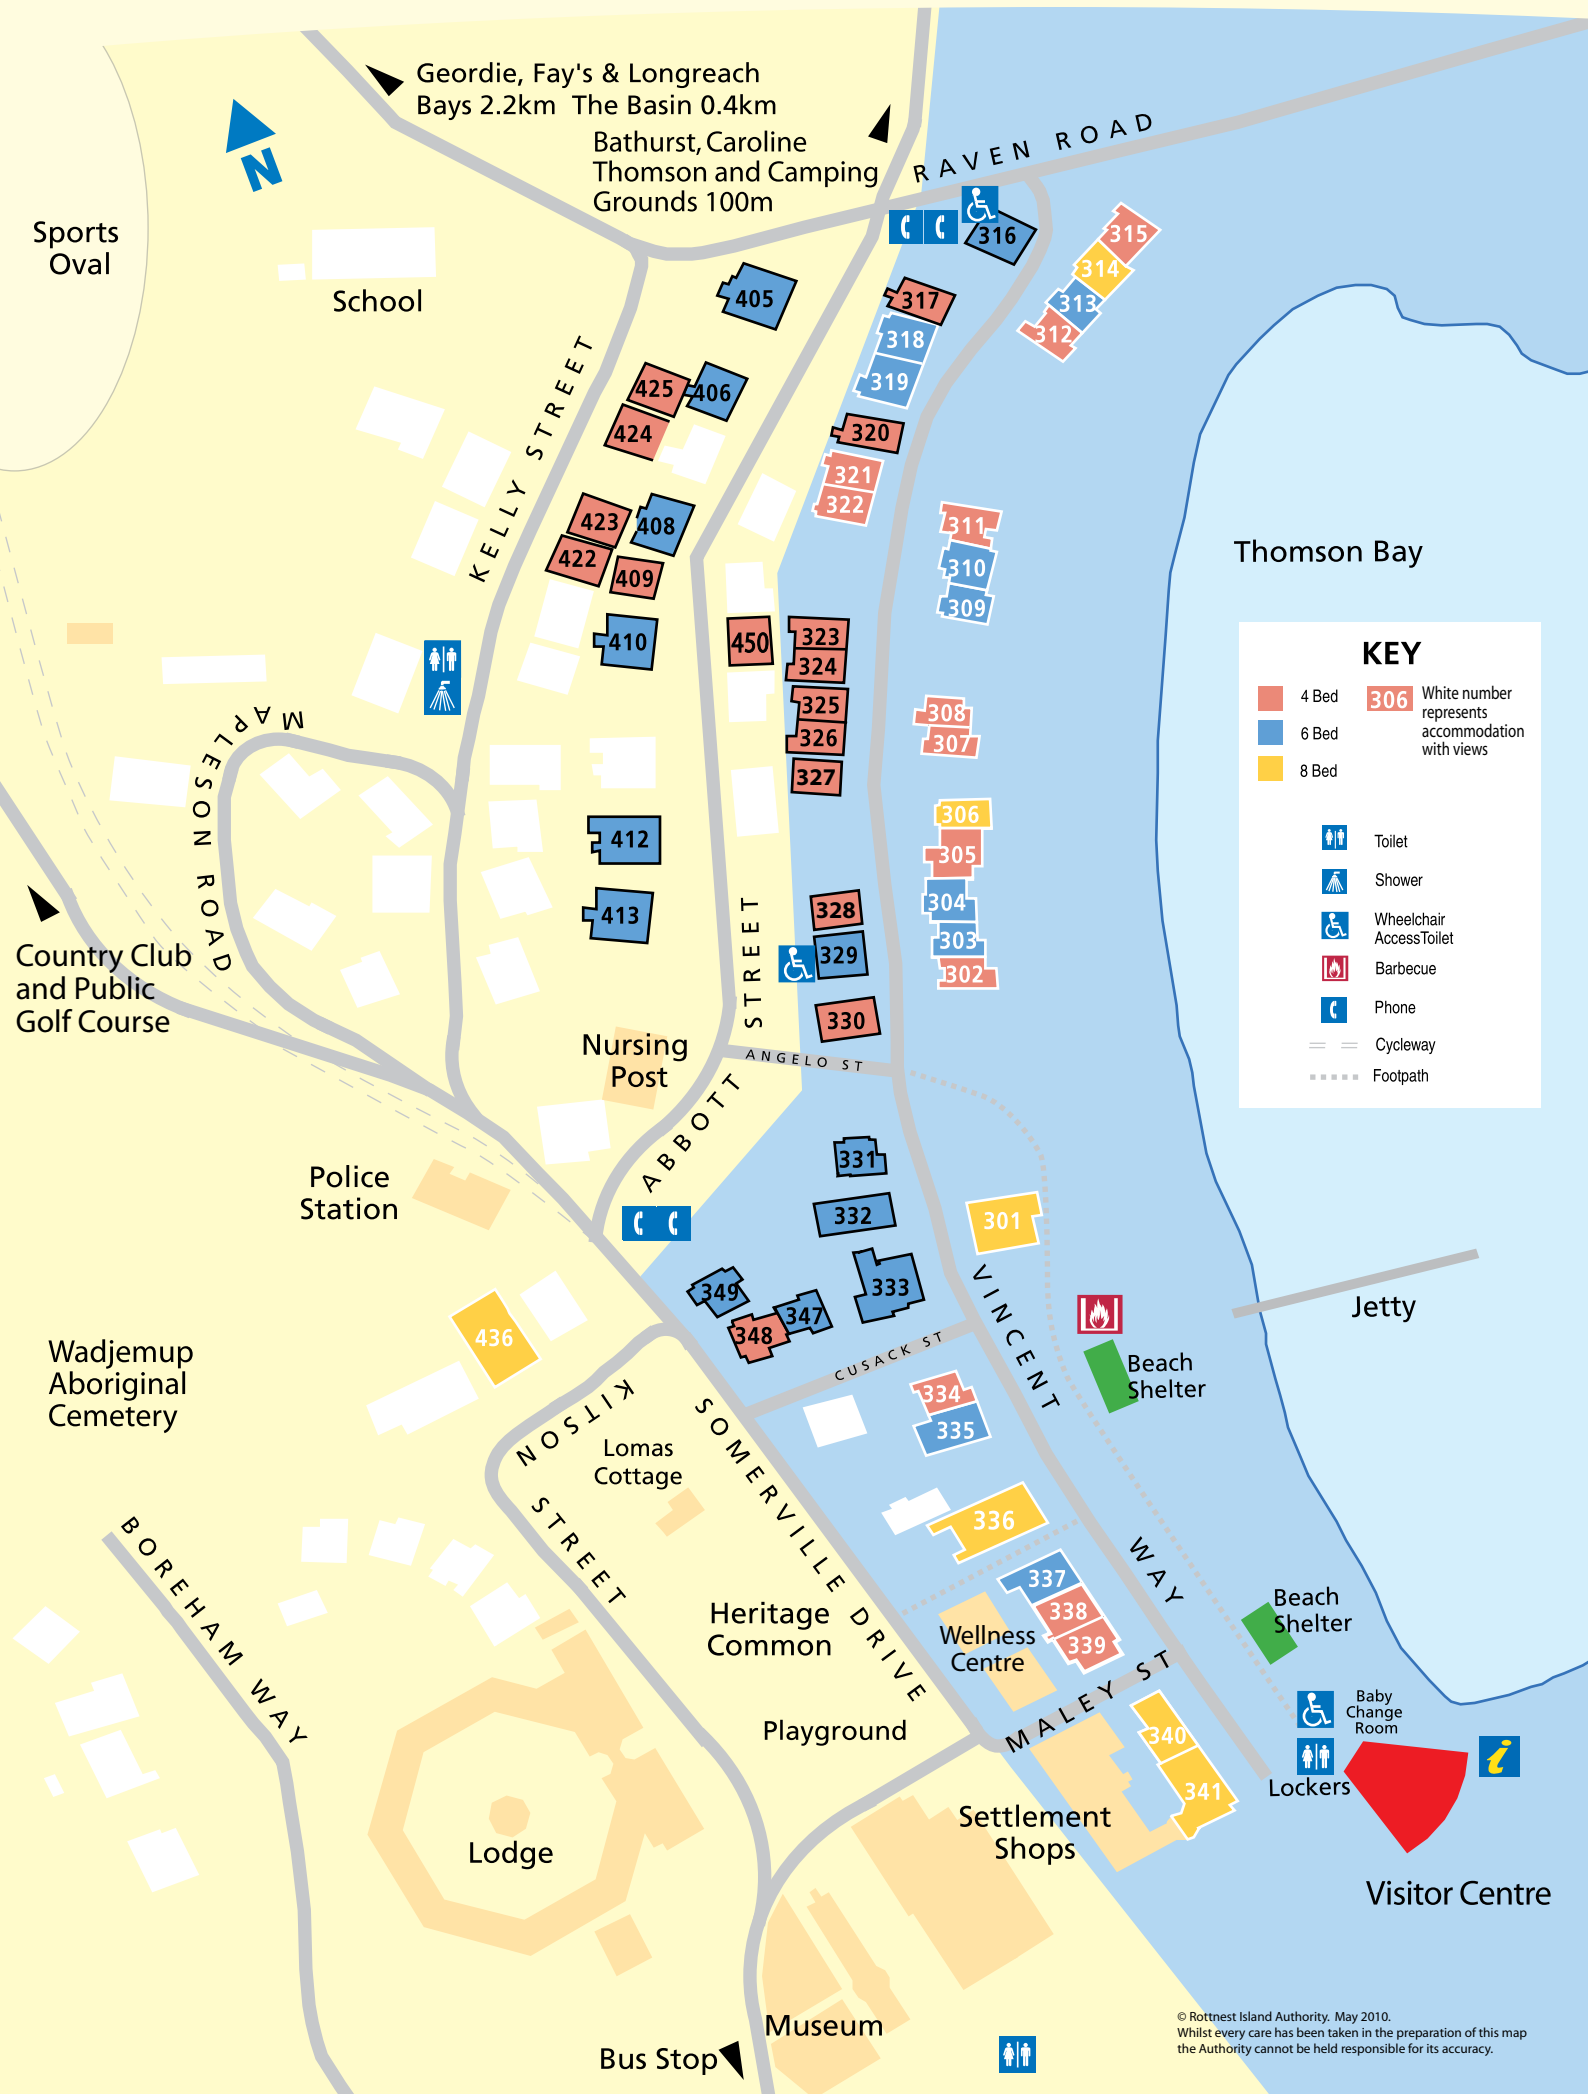 Geordie, Fay's & Longreach
Bays 2.2km The Basin 0.4km
Bathurst, Caroline
Thomson and Camping
Grounds 100m
RAVEN ROAD
N
Sports
Oval
School
316
315
314
313
312
405
317
318
319
425
406
424
320
321
322
KELLY STREET
423
408
422
409
410
311
310
309
Thomson Bay
450
323
324
325
326
327
308
307
KEY
4 Bed
6 Bed
8 Bed
306
White number
represents
accommodation
with views
Toilet
Shower
Wheelchair
AccessToilet
Barbecue
Phone
Cycleway
Footpath
MAPLESON ROAD
306
305
304
303
302
412
413
328
329
330
Country Club
and Public
Golf Course
Nursing
Post
ABBOTT STREET
ANGELO ST
Police
Station
331
332
333
301
349
347
348
436
Wadjemup
Aboriginal
Cemetery
CUSACK ST
VINCENT WAY
Jetty
Beach
Shelter
334
335
KITSON STREET
Lomas
Cottage
SOMERVILLE DRIVE
336
337
338
339
BOREHAM WAY
Heritage
Common
Wellness
Centre
Beach
Shelter
MALEY ST
Playground
340
341
Baby
Change
Room
Lockers
i
Settlement
Shops
Lodge
Visitor Centre
Museum
Bus Stop
© Rottnest Island Authority. May 2010.
Whilst every care has been taken in the preparation of this map
the Authority cannot be held responsible for its accuracy.